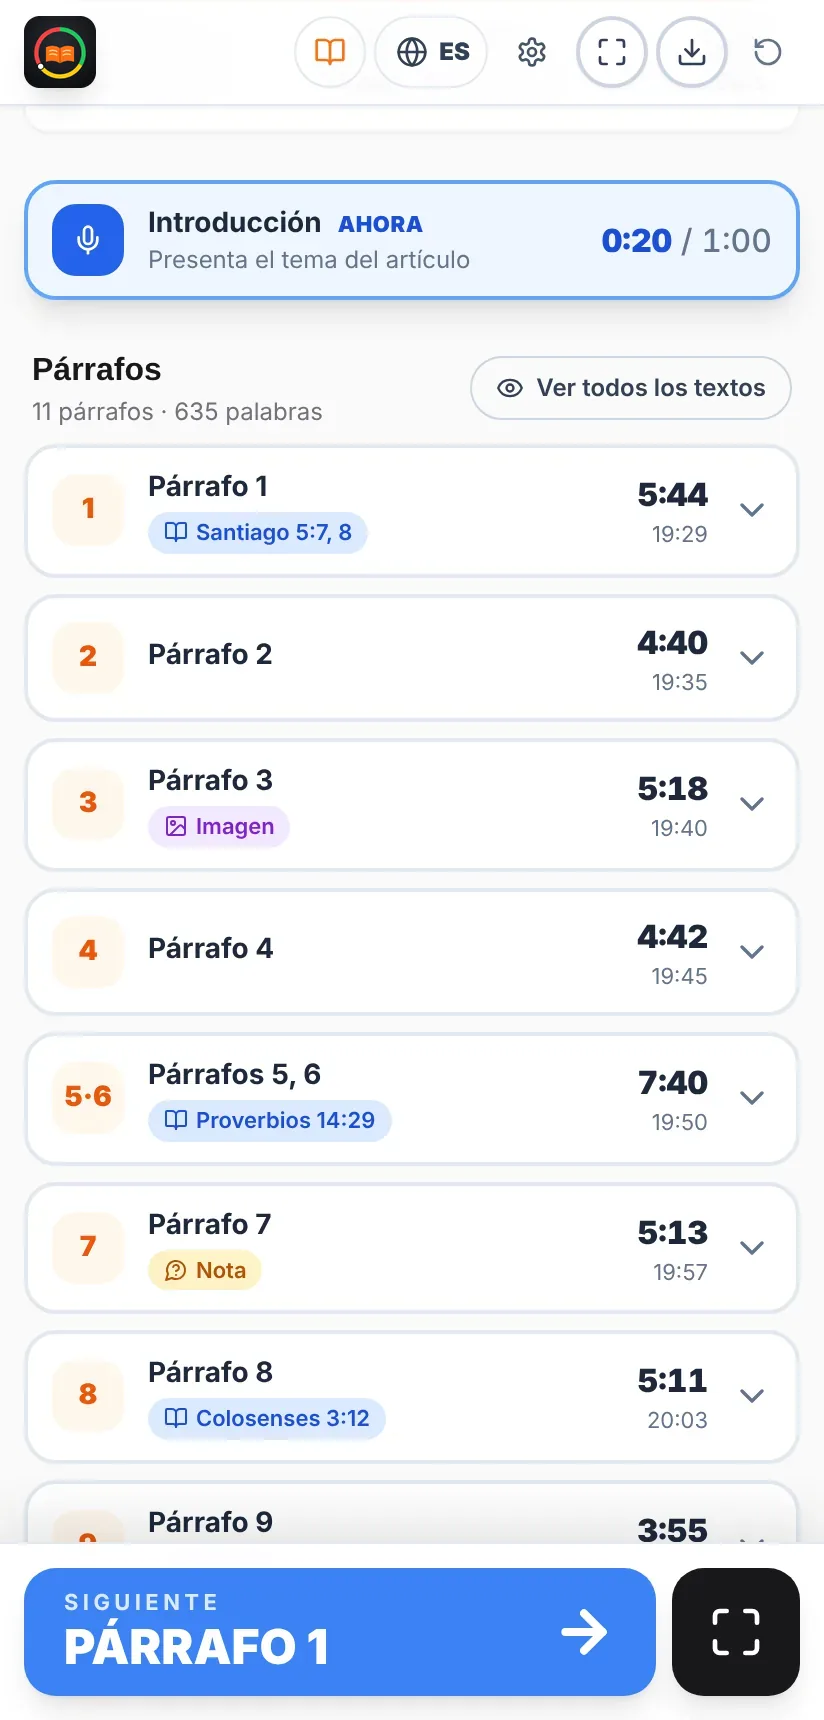 ES
Introducción AHORA
Presenta el tema del artículo
0:20 / 1:00
Párrafos
11 párrafos · 635 palabras
Ver todos los textos
1
Párrafo 1
Santiago 5:7, 8
5:44
19:29
2
Párrafo 2
4:40
19:35
3
Párrafo 3
Imagen
5:18
19:40
4
Párrafo 4
4:42
19:45
5·6
Párrafos 5, 6
Proverbios 14:29
7:40
19:50
7
Párrafo 7
Nota
5:13
19:57
8
Párrafo 8
Colosenses 3:12
5:11
20:03
9
Párrafo 9
3:55
SIGUIENTE
PÁRRAFO 1